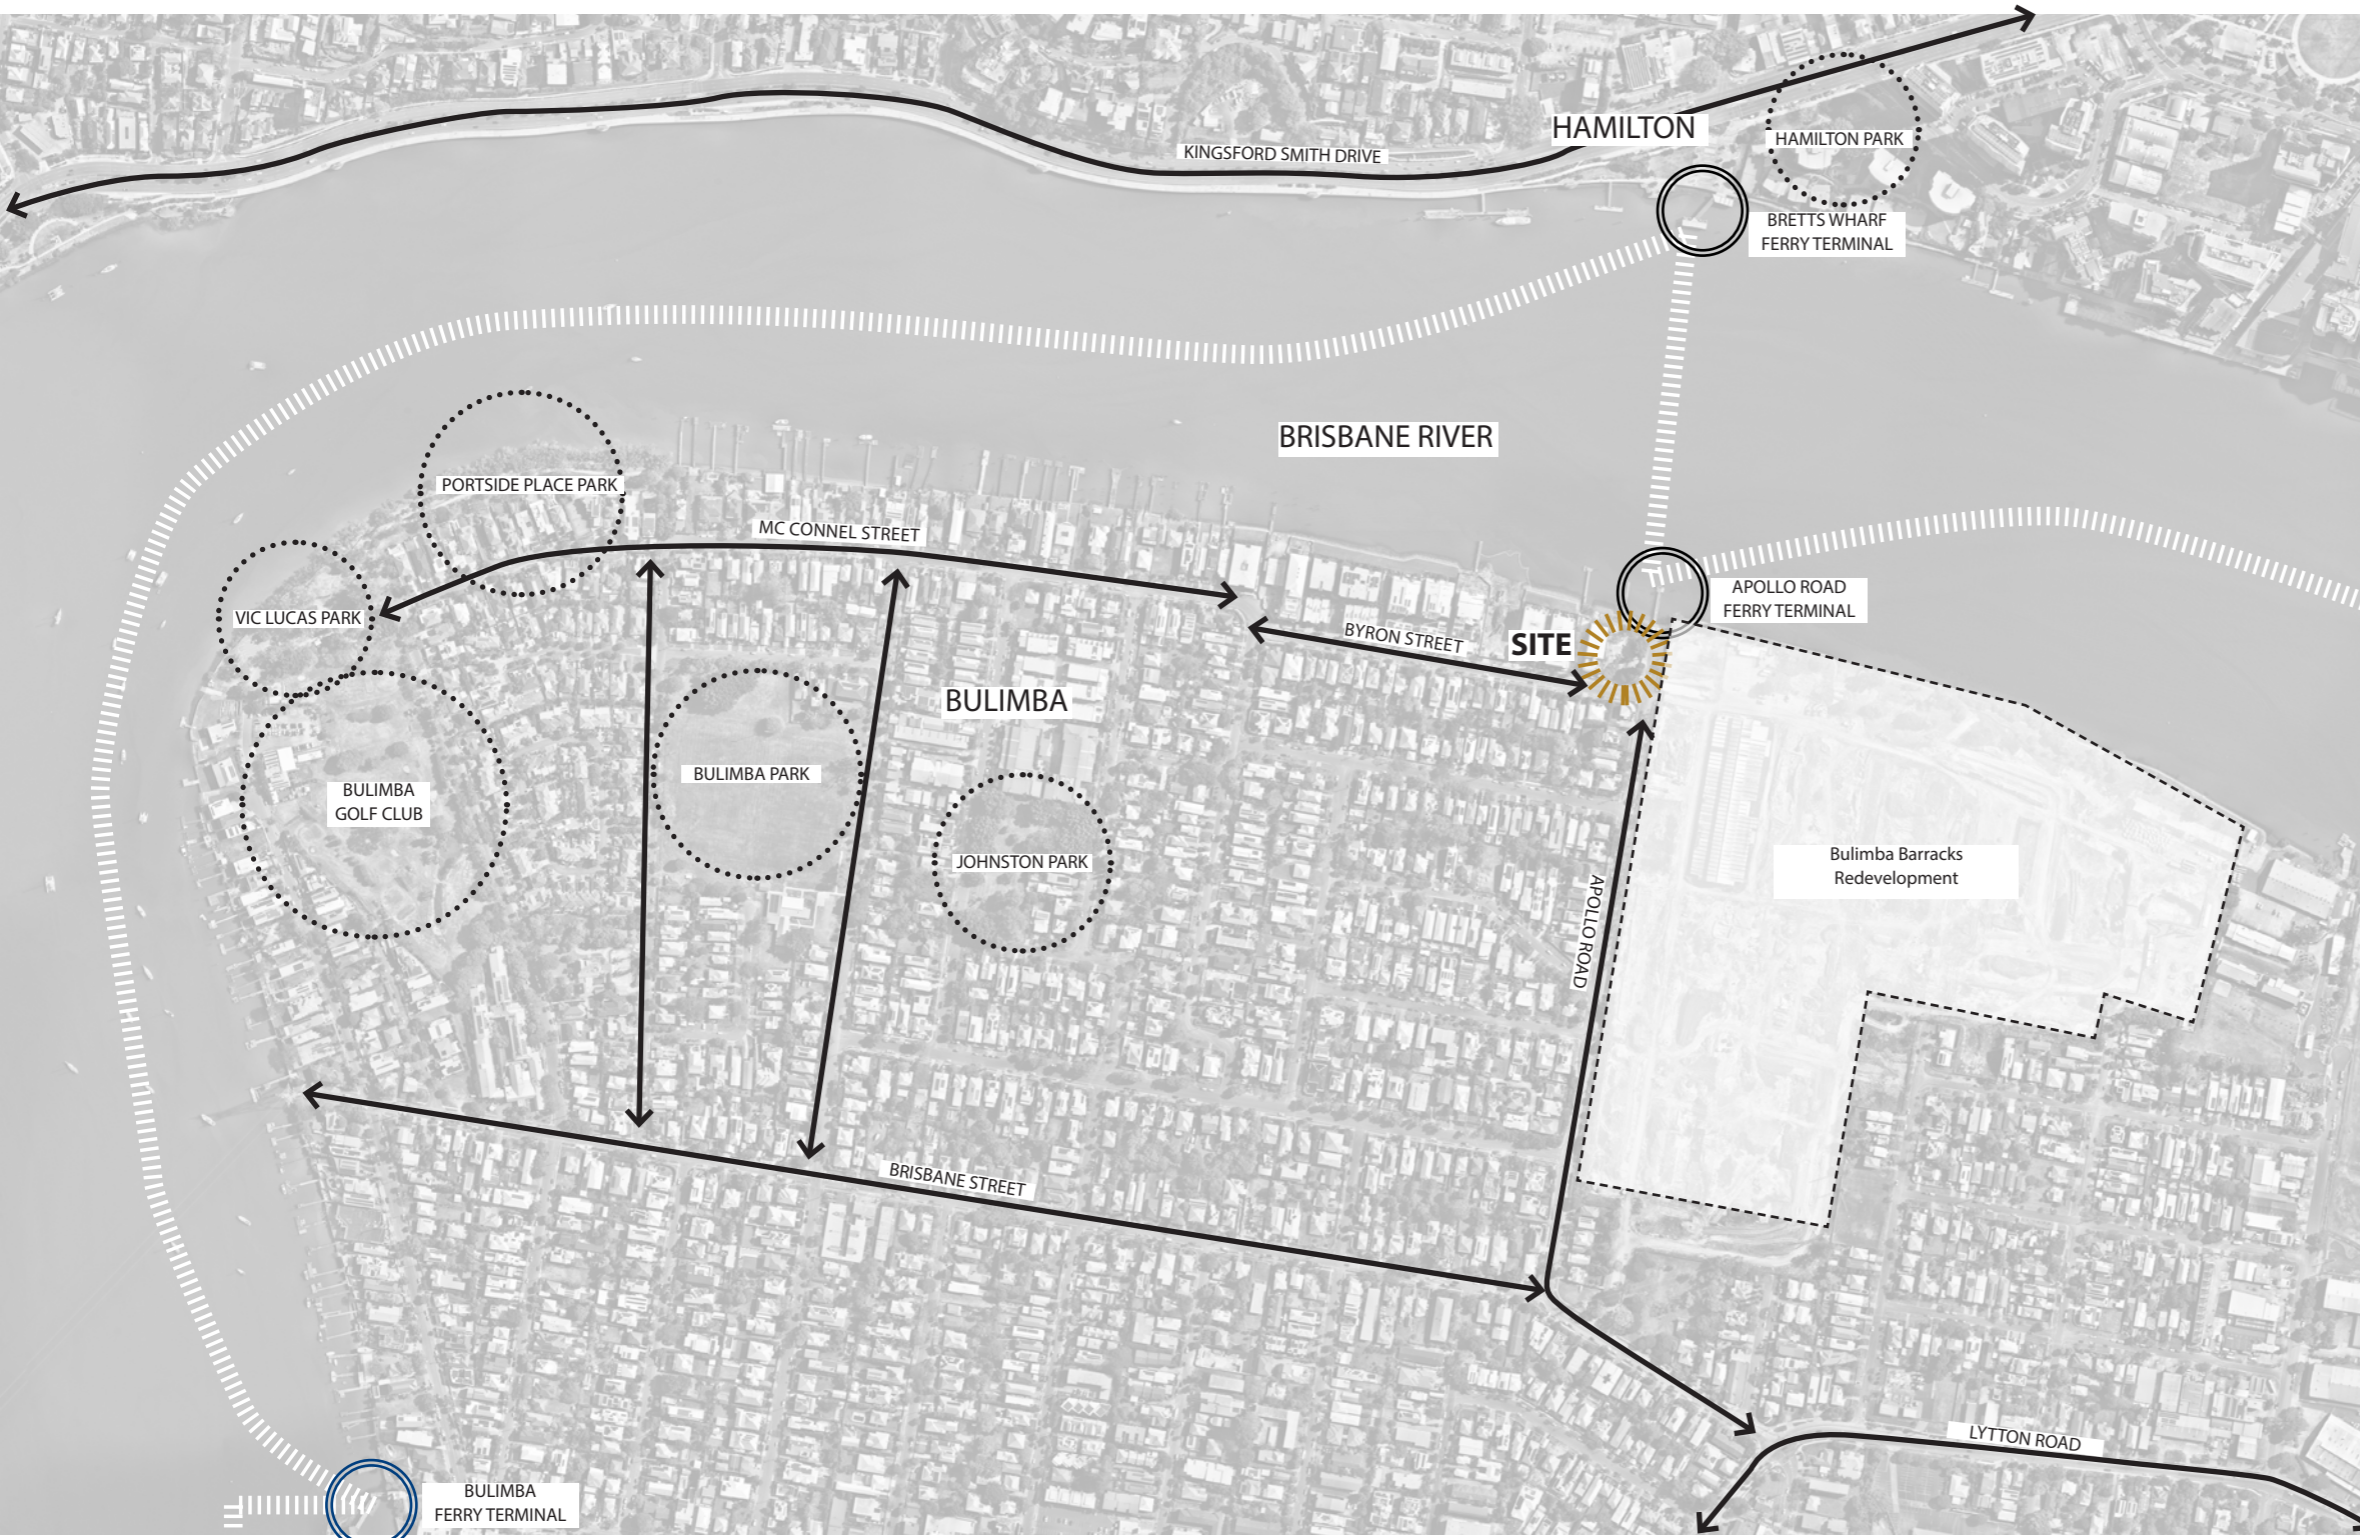 HAMILTON
HAMILTON PARK
KINGSFORD SMITH DRIVE
BRETTS WHARF
FERRY TERMINAL
BRISBANE RIVER
PORTSIDE PLACE PARK
MC CONNEL STREET
APOLLO ROAD
FERRY TERMINAL
VIC LUCAS PARK
BYRON STREET
SITE
BULIMBA
BULIMBA PARK
BULIMBA
GOLF CLUB
JOHNSTON PARK
Bulimba Barracks
Redevelopment
APOLLO ROAD
BRISBANE STREET
LYTTON ROAD
BULIMBA
FERRY TERMINAL